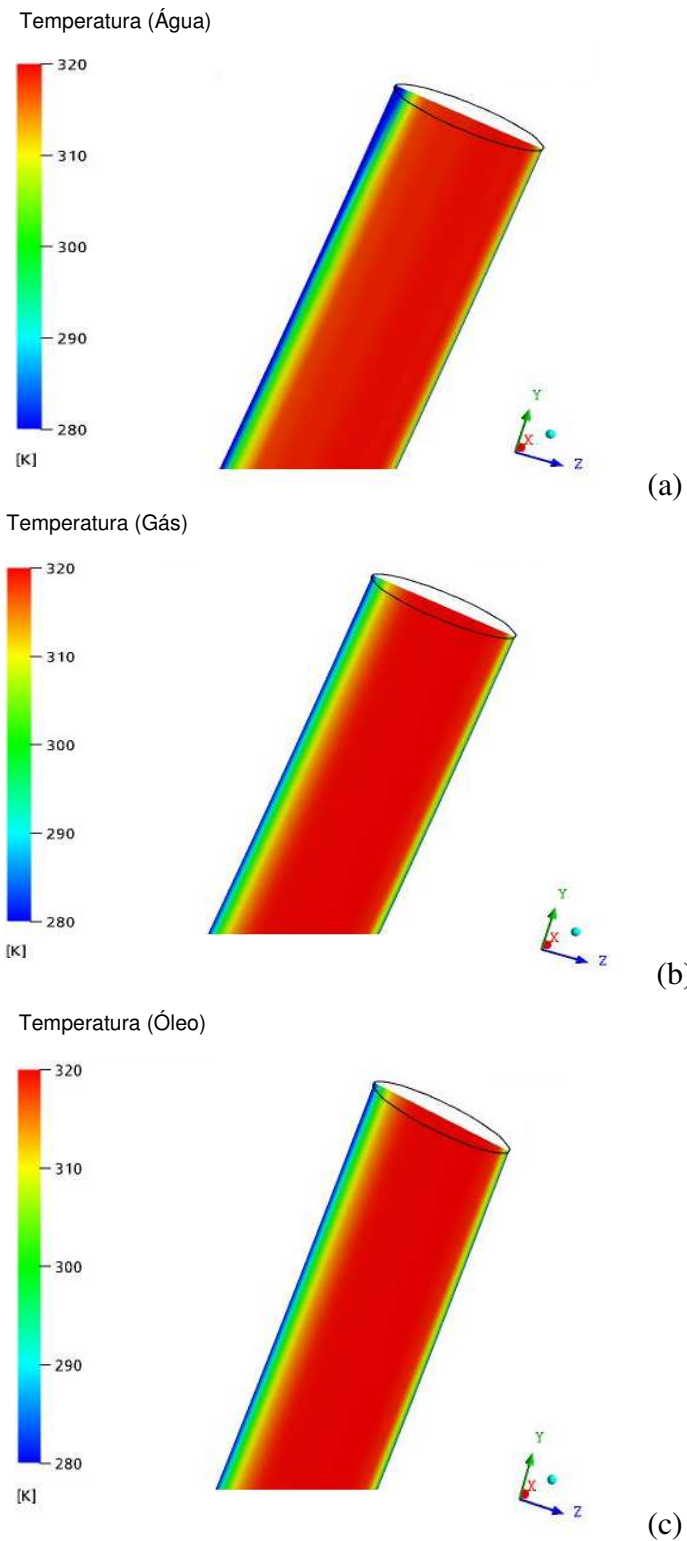 Temperatura (Água)
320
310
300
290
280
[K]
Y
X
Z
(a)
Temperatura (Gás)
320
310
300
290
280
[K]
Y
X
Z
(b)
Temperatura (Óleo)
320
310
300
290
280
[K]
Y
X
Z
(c)